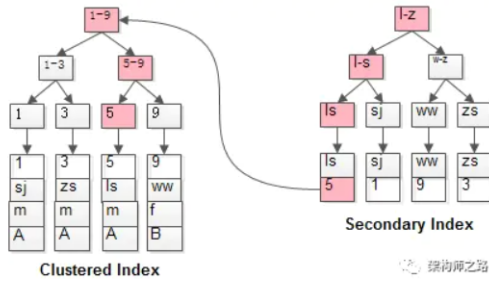 1-9
l-z
1-3
5-9
l-s
w-z
1
3
5
9
ls
sj
ww
zs
1
3
5
9
ls
sj
ww
zs
sj
zs
ls
ww
5
1
9
3
m
m
m
f
A
A
A
B
Secondary Index
Clustered Index
架构师之路